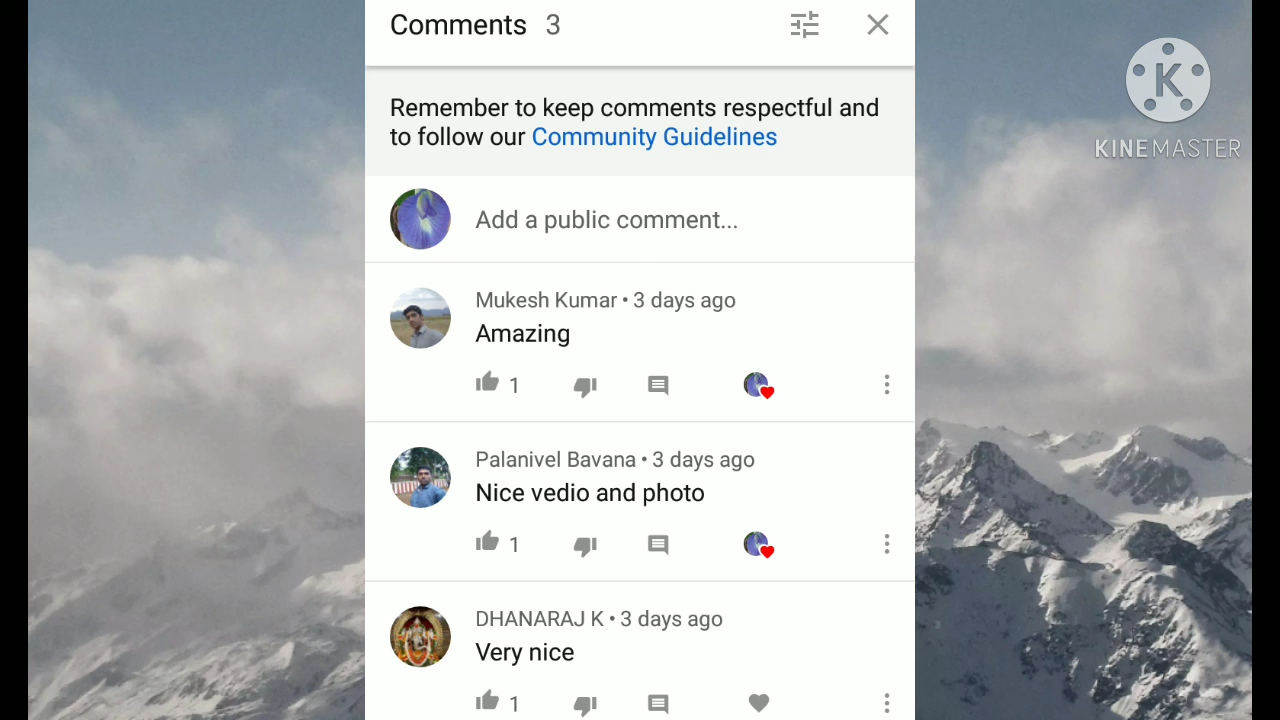 Comments 3
Remember to keep comments respectful and
to follow our Community Guidelines
Add a public comment...
Mukesh Kumar • 3 days ago
Amazing
1
Palanivel Bavana • 3 days ago
Nice vedio and photo
1
DHANARAJ K • 3 days ago
Very nice
1
K
KINEMASTER